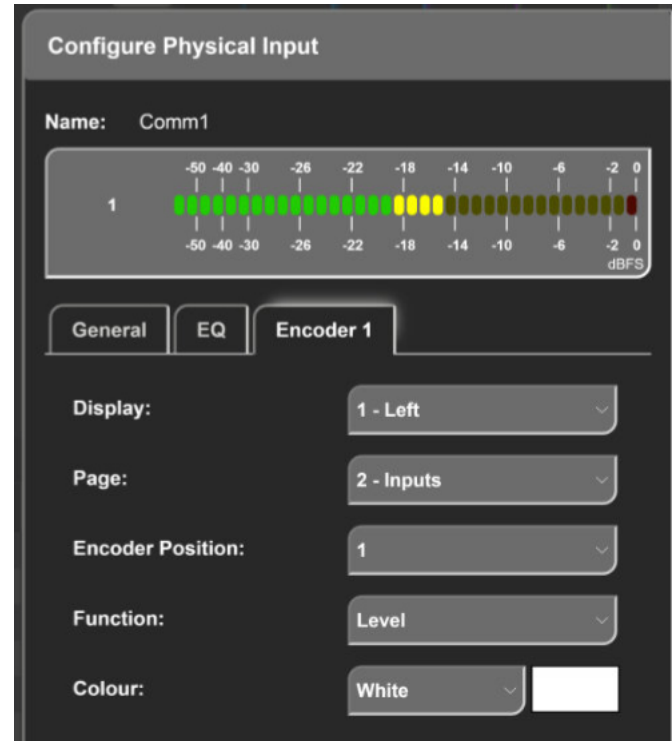 Configure Physical Input
Name: Comm1
-50 -40 -30 -26 -22 -18 -14 -10 -6 -2 0
1
-50 -40 -30 -26 -22 -18 -14 -10 -6 -2 0
dBFS
General EQ Encoder 1
Display: 1 - Left
Page: 2 - Inputs
Encoder Position: 1
Function: Level
Colour: White